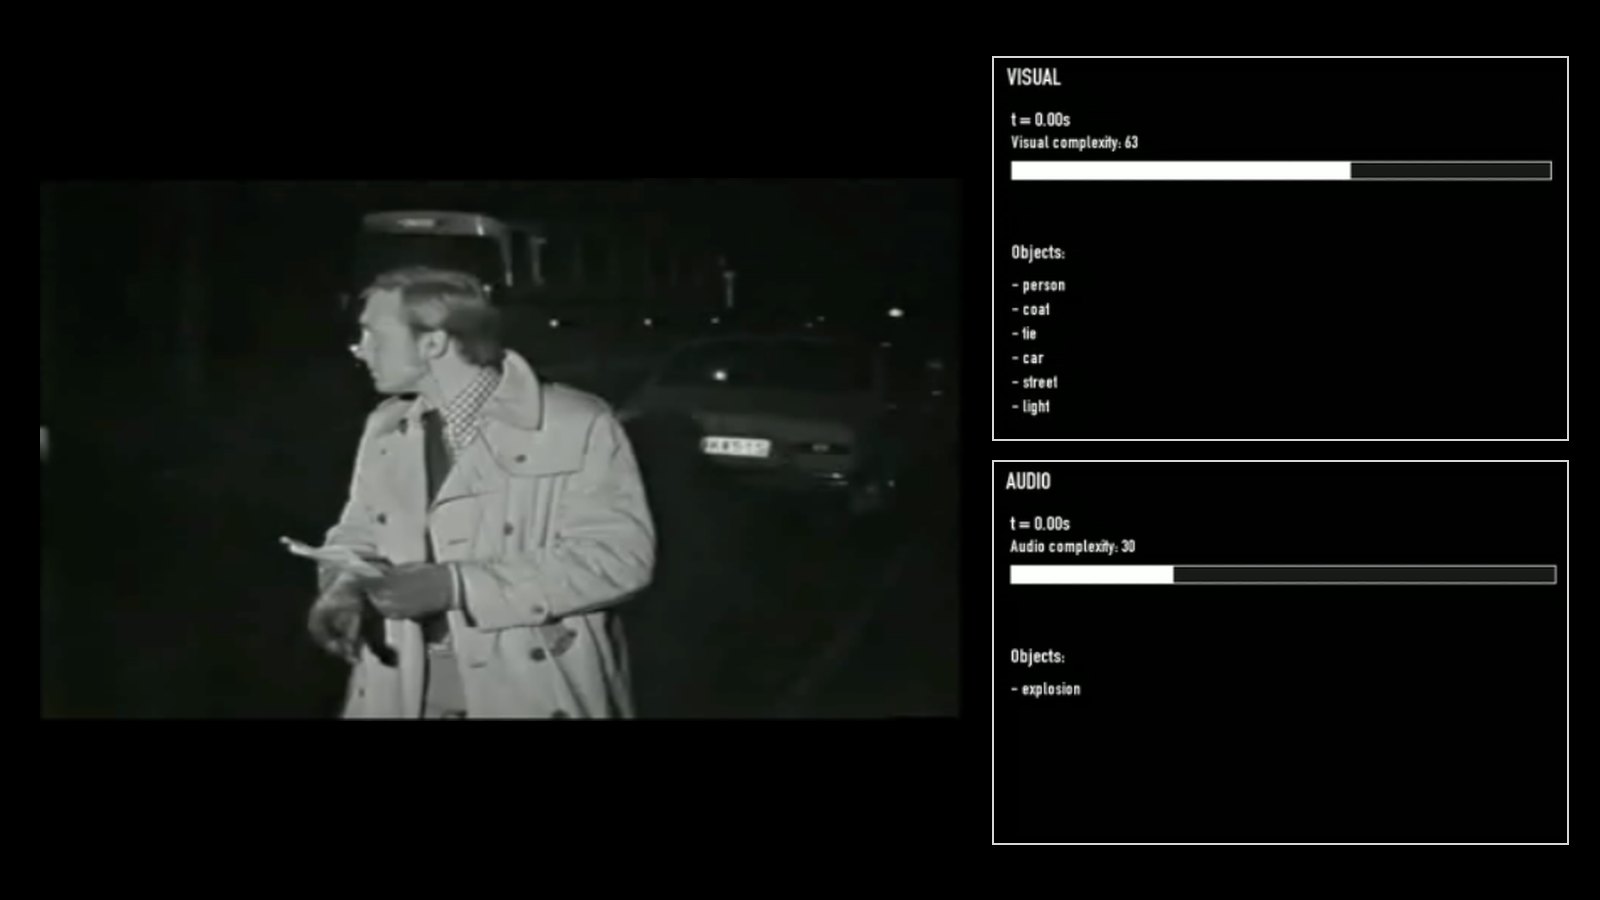 VISUAL
t = 0.00s
Visual complexity: 63
Objects:
- person
- coat
- tie
- car
- street
- light
AUDIO
t = 0.00s
Audio complexity: 30
Objects:
- explosion